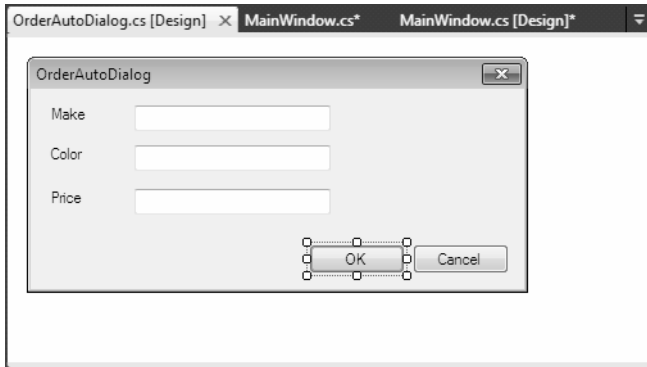 OrderAutoDialog.cs [Design] MainWindow.cs* MainWindow.cs [Design]*
OrderAutoDialog
Make
Color
Price
OK Cancel